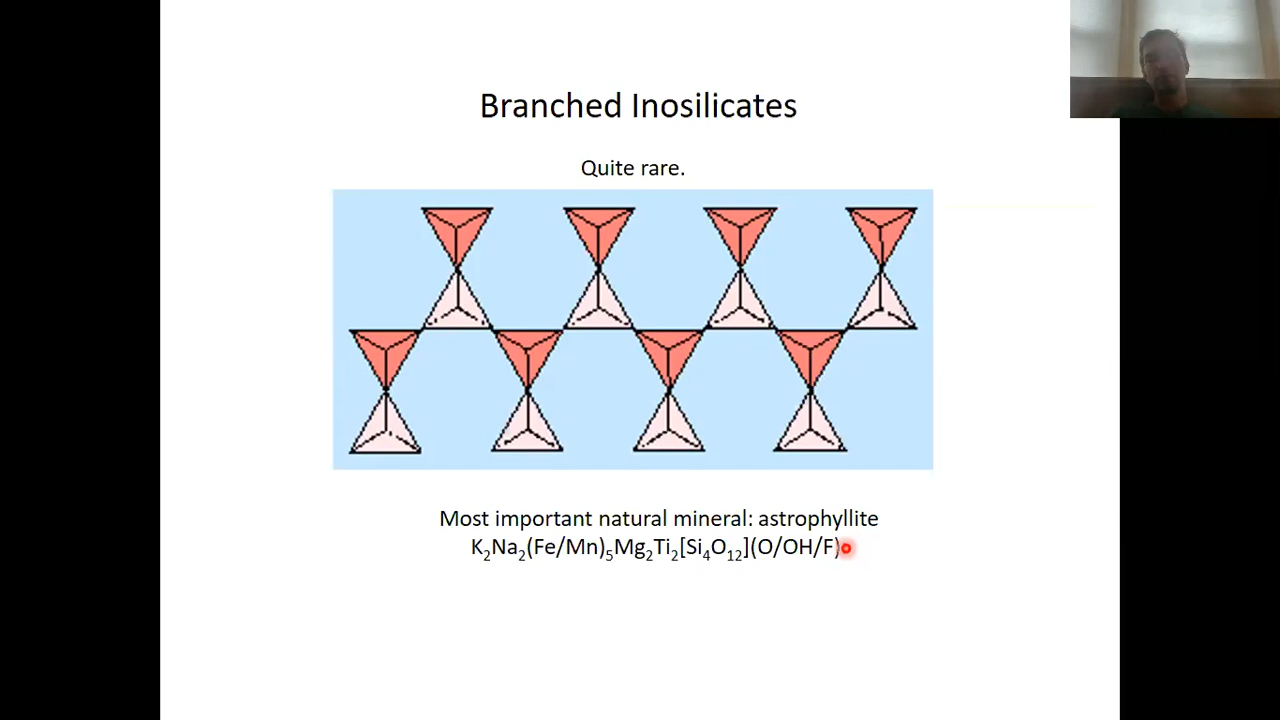 Branched Inosilicates
Quite rare.
Most important natural mineral: astrophyllite
K₂Na₂(Fe/Mn)₅Mg₂Ti₂[Si₄O₁₂](O/OH/F)